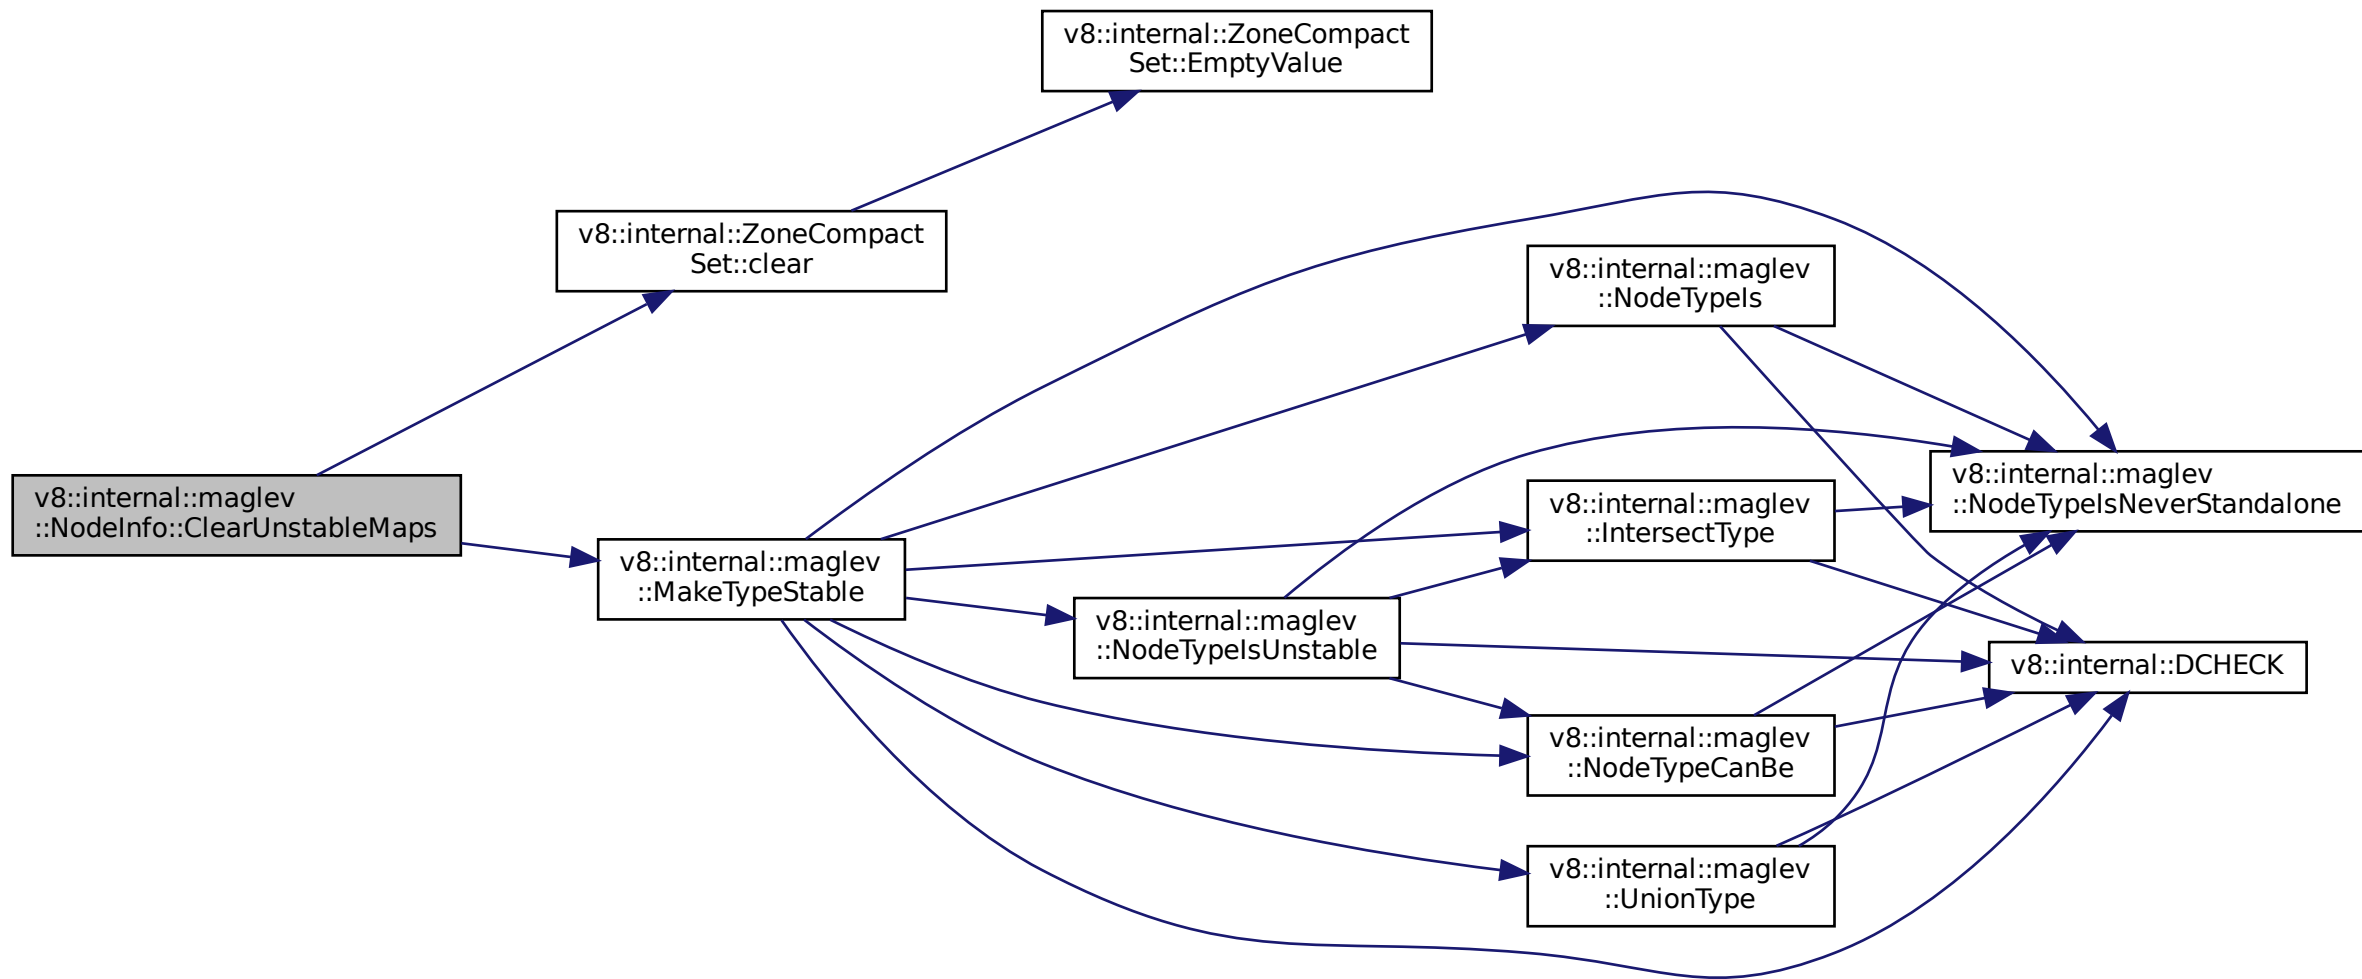 v8::internal::ZoneCompact
Set::EmptyValue
v8::internal::ZoneCompact
Set::clear
v8::internal::maglev
::NodeTypeIs
v8::internal::maglev
::NodeInfo::ClearUnstableMaps
v8::internal::maglev
::NodeTypeIsNeverStandalone
v8::internal::maglev
::IntersectType
v8::internal::maglev
::MakeTypeStable
v8::internal::maglev
::NodeTypeIsUnstable
v8::internal::DCHECK
v8::internal::maglev
::NodeTypeCanBe
v8::internal::maglev
::UnionType